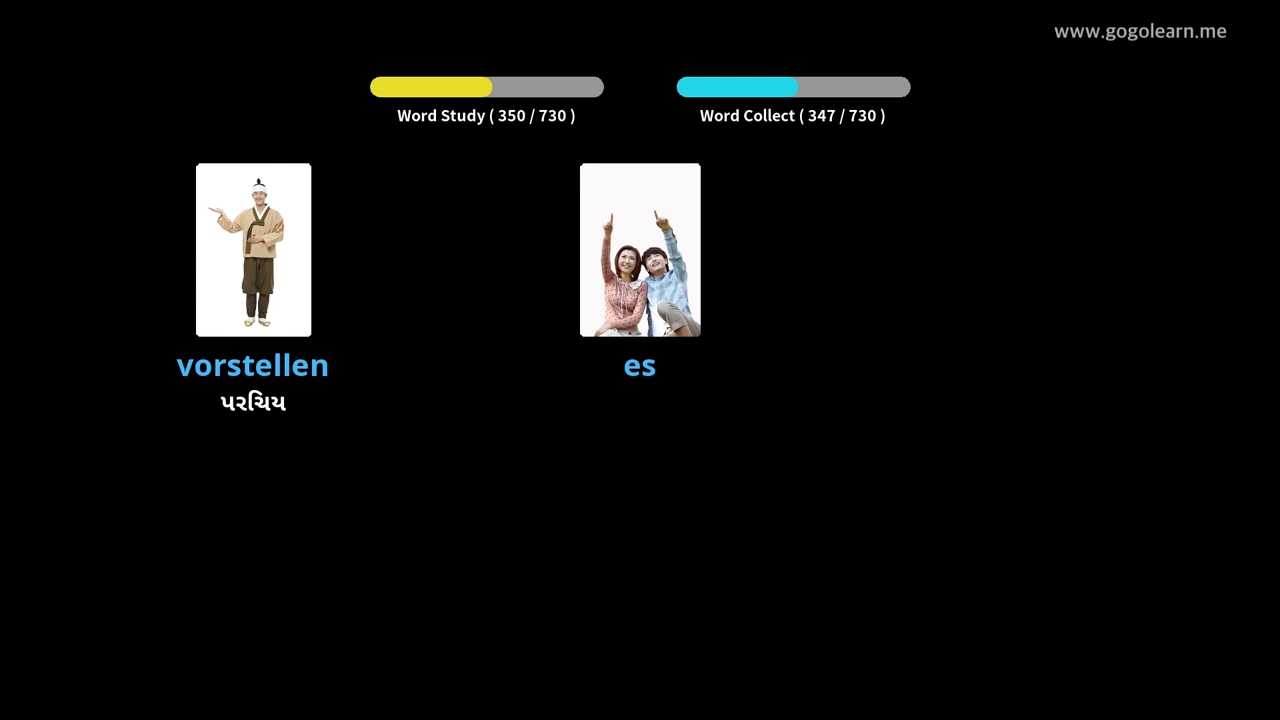 www.gogolearn.me
Word Study ( 350 / 730 )
Word Collect ( 347 / 730 )
vorstellen
પરિચય
es